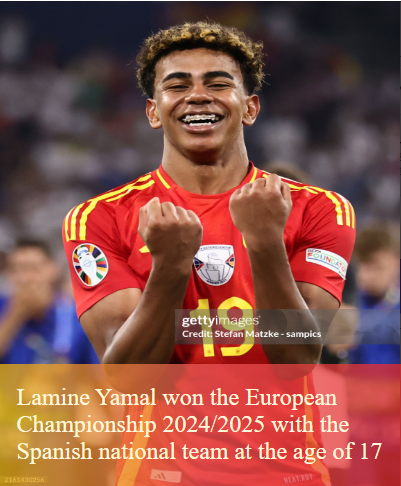 19
gettyimages®
Credit: Stefan Matzke - sampics
Lamine Yamal won the European
Championship 2024/2025 with the
Spanish national team at the age of 17